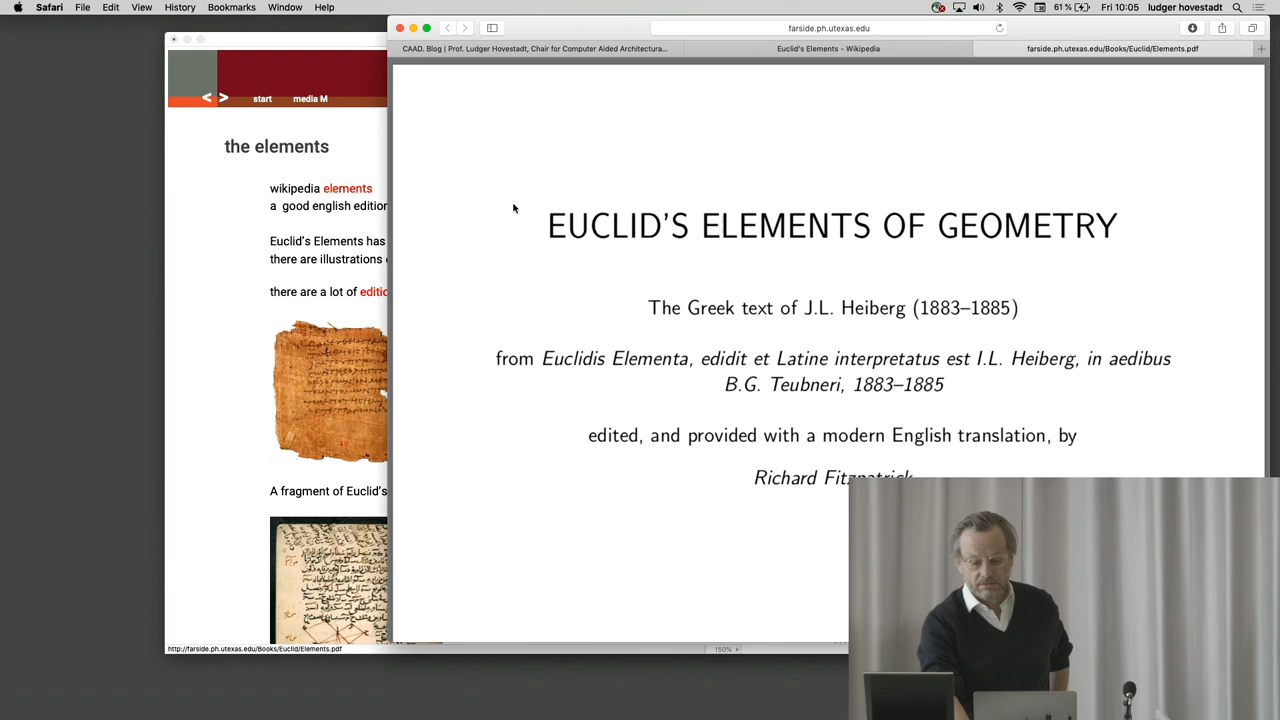 Safari File Edit View History Bookmarks Window Help
61 % Fri 10:05 ludger hovestadt
farside.ph.utexas.edu
CAAD. Blog | Prof. Ludger Hovestadt, Chair for Computer Aided Architectura...
Euclid's Elements - Wikipedia
farside.ph.utexas.edu/Books/Euclid/Elements.pdf
< >
start media M
the elements
wikipedia elements
a good english edition
Euclid's Elements has
there are illustrations
there are a lot of editio
A fragment of Euclid's
http://farside.ph.utexas.edu/Books/Euclid/Elements.pdf
EUCLID'S ELEMENTS OF GEOMETRY
The Greek text of J.L. Heiberg (1883–1885)
from Euclidis Elementa, edidit et Latine interpretatus est I.L. Heiberg, in aedibus
B.G. Teubneri, 1883–1885
edited, and provided with a modern English translation, by
Richard Fitzpatrick
150%